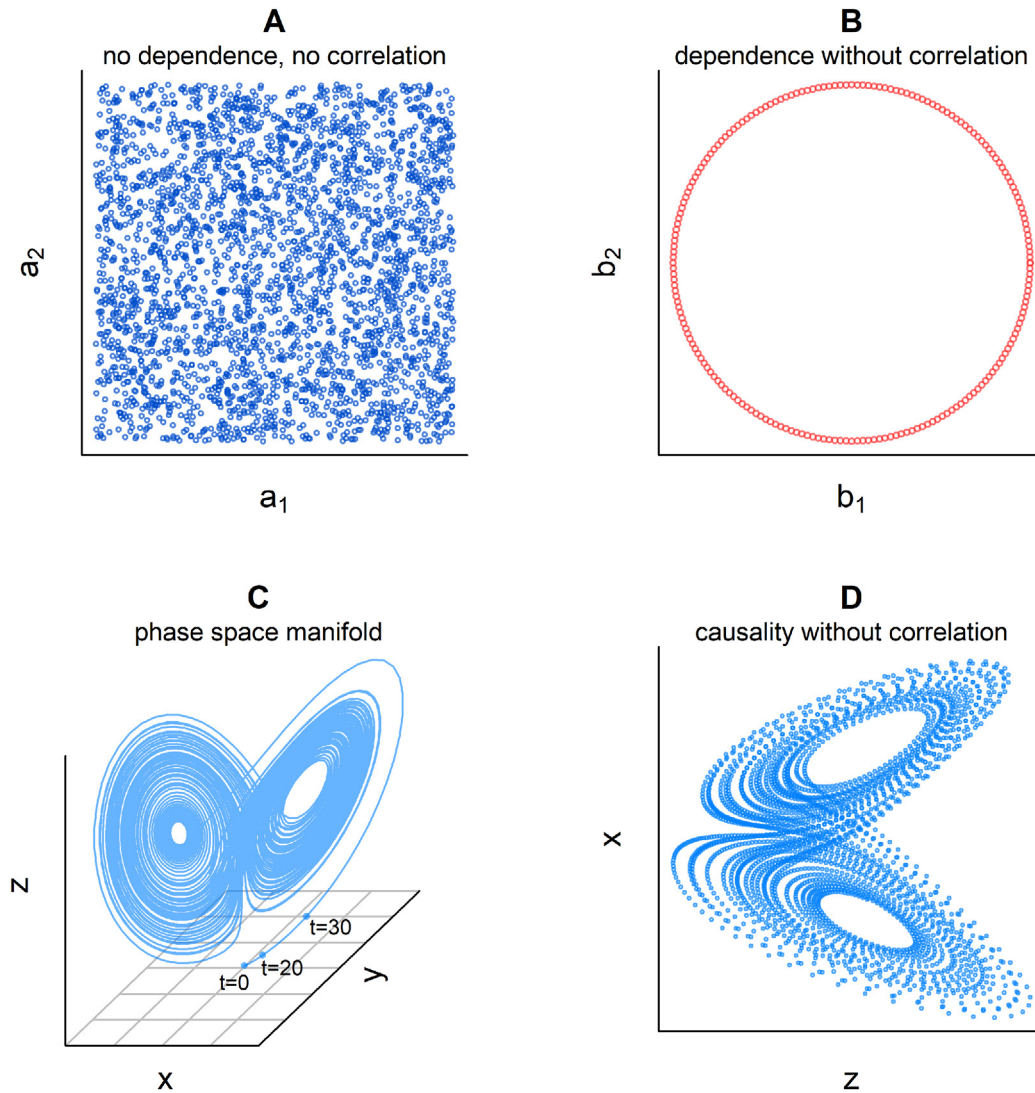 A
no dependence, no correlation
a₂
a₁
B
dependence without correlation
b₂
b₁
C
phase space manifold
z
t=30
t=20
t=0
y
x
D
causality without correlation
x
z